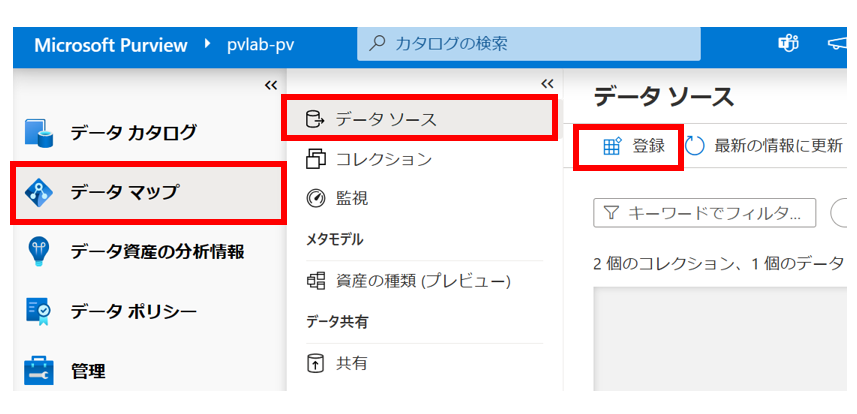 Microsoft Purview pvlab-pv カタログの検索
データ カタログ
データ マップ
データ資産の分析情報
データ ポリシー
管理
データ ソース
コレクション
監視
メタモデル
資産の種類 (プレビュー)
データ共有
共有
データ ソース
登録 最新の情報に更新
キーワードでフィルタ...
2 個のコレクション、1 個のデータ